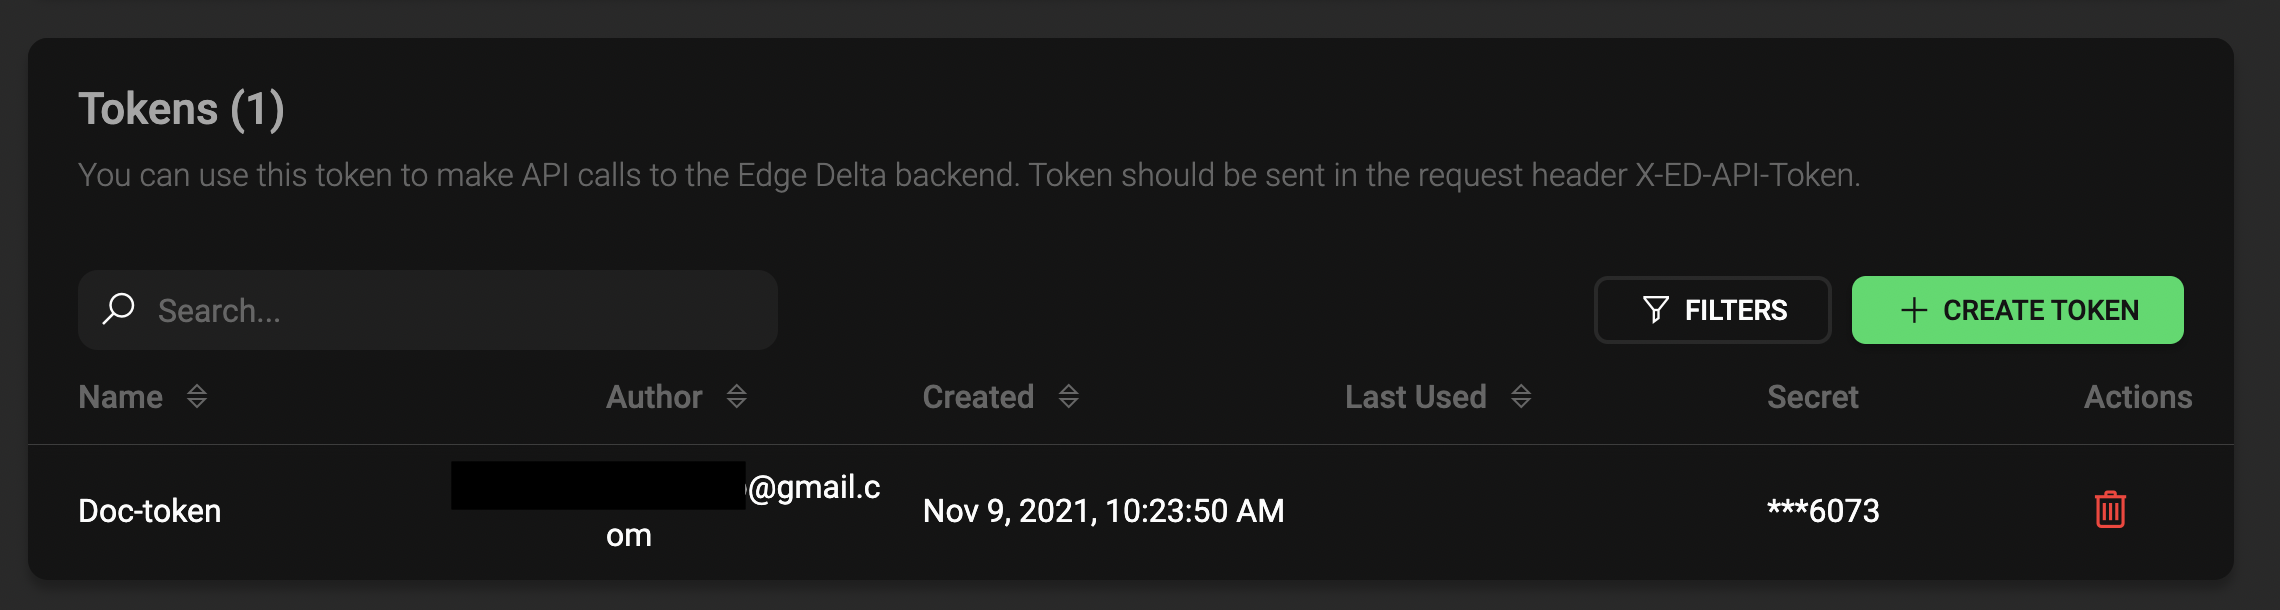 Tokens (1)
You can use this token to make API calls to the Edge Delta backend. Token should be sent in the request header X-ED-API-Token.
Search...
FILTERS
CREATE TOKEN
Name Author Created Last Used Secret Actions
Doc-token @gmail.c Nov 9, 2021, 10:23:50 AM ***6073
om